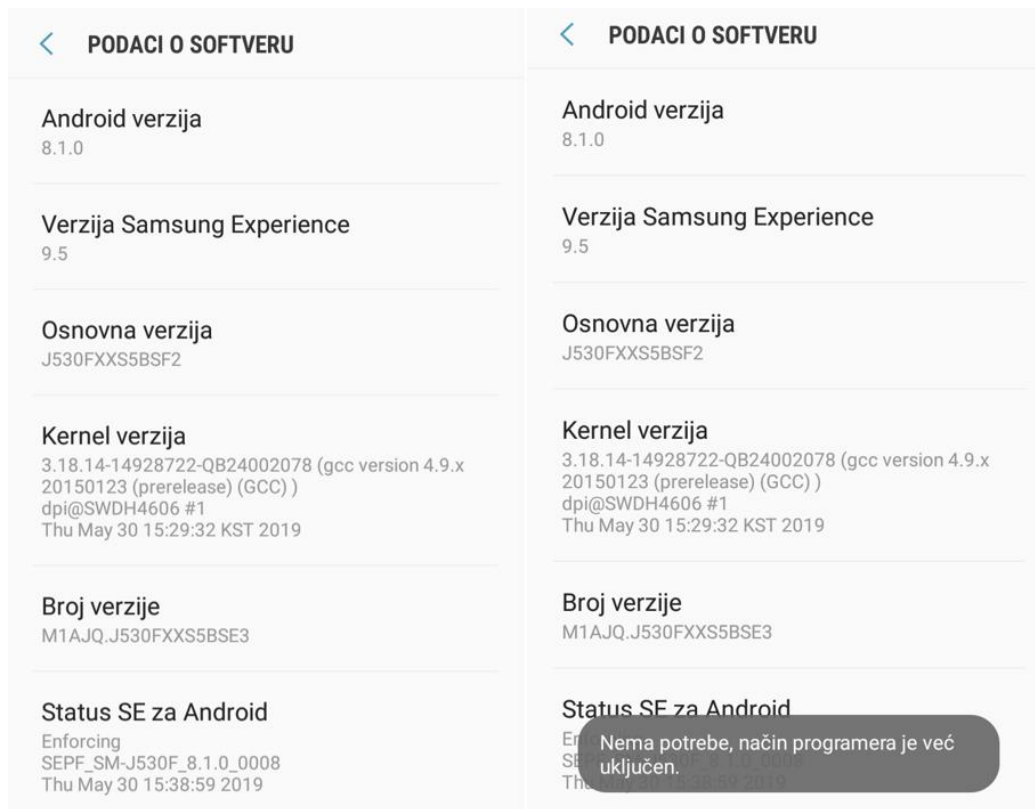 PODACI O SOFTVERU
Android verzija
8.1.0
Verzija Samsung Experience
9.5
Osnovna verzija
J530FXXS5BSF2
Kernel verzija
3.18.14-14928722-QB24002078 (gcc version 4.9.x
20150123 (prerelease) (GCC) )
dpi@SWDH4606 #1
Thu May 30 15:29:32 KST 2019
Broj verzije
M1AJQ.J530FXXS5BSE3
Status SE za Android
Enforcing
SEPF_SM-J530F_8.1.0_0008
Thu May 30 15:38:59 2019
PODACI O SOFTVERU
Android verzija
8.1.0
Verzija Samsung Experience
9.5
Osnovna verzija
J530FXXS5BSF2
Kernel verzija
3.18.14-14928722-QB24002078 (gcc version 4.9.x
20150123 (prerelease) (GCC) )
dpi@SWDH4606 #1
Thu May 30 15:29:32 KST 2019
Broj verzije
M1AJQ.J530FXXS5BSE3
Status SE za Android
Nema potrebe, način programera je već
uključen.